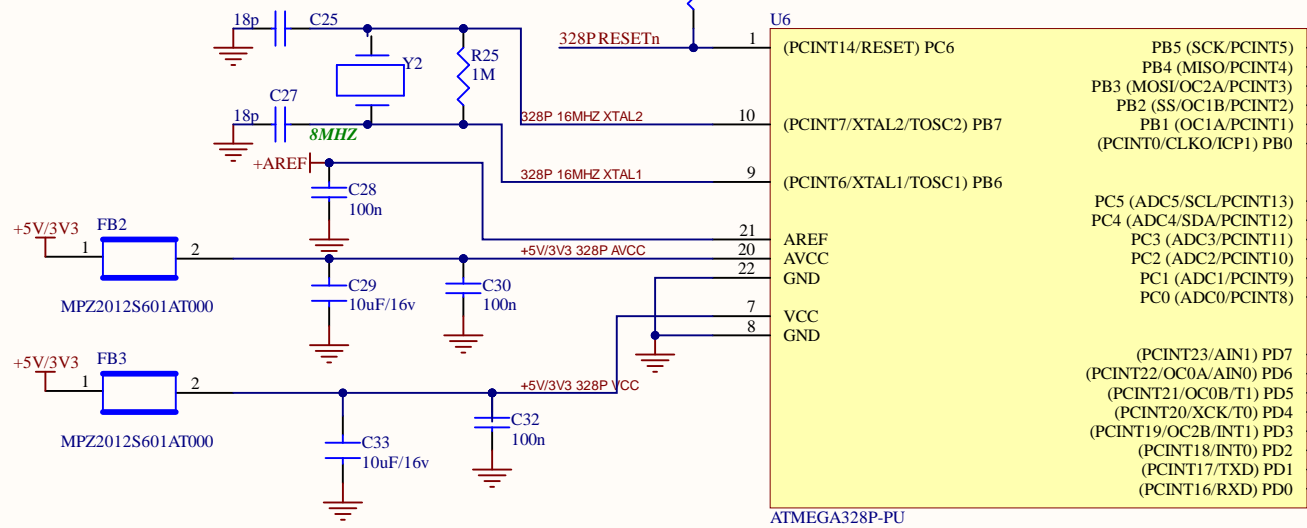 U6
18p C25
328PRESETn 1 (PCINT14/RESET) PC6 PB5 (SCK/PCINT5)
Y2 R25
1M
PB4 (MISO/PCINT4)
PB3 (MOSI/OC2A/PCINT3)
C27
18p
8MHZ
328P 16MHZ XTAL2 10 (PCINT7/XTAL2/TOSC2) PB7
PB2 (SS/OC1B/PCINT2)
PB1 (OC1A/PCINT1)
(PCINT0/CLKO/ICP1) PB0
+AREF
328P 16MHZ XTAL1 9 (PCINT6/XTAL1/TOSC1) PB6
C28
100n
PC5 (ADC5/SCL/PCINT13)
PC4 (ADC4/SDA/PCINT12)
21 AREF PC3 (ADC3/PCINT11)
FB2
+5V/3V3
1 2
+5V/3V3 328P AVCC 20 AVCC PC2 (ADC2/PCINT10)
22 GND PC1 (ADC1/PCINT9)
PC0 (ADC0/PCINT8)
MPZ2012S601AT000
C29
10uF/16v
C30
100n
7 VCC
8 GND
FB3
+5V/3V3
1 2
+5V/3V3 328P VCC
MPZ2012S601AT000
C33
10uF/16v
C32
100n
(PCINT23/AIN1) PD7
(PCINT22/OC0A/AIN0) PD6
(PCINT21/OC0B/T1) PD5
(PCINT20/XCK/T0) PD4
(PCINT19/OC2B/INT1) PD3
(PCINT18/INT0) PD2
(PCINT17/TXD) PD1
(PCINT16/RXD) PD0
ATMEGA328P-PU